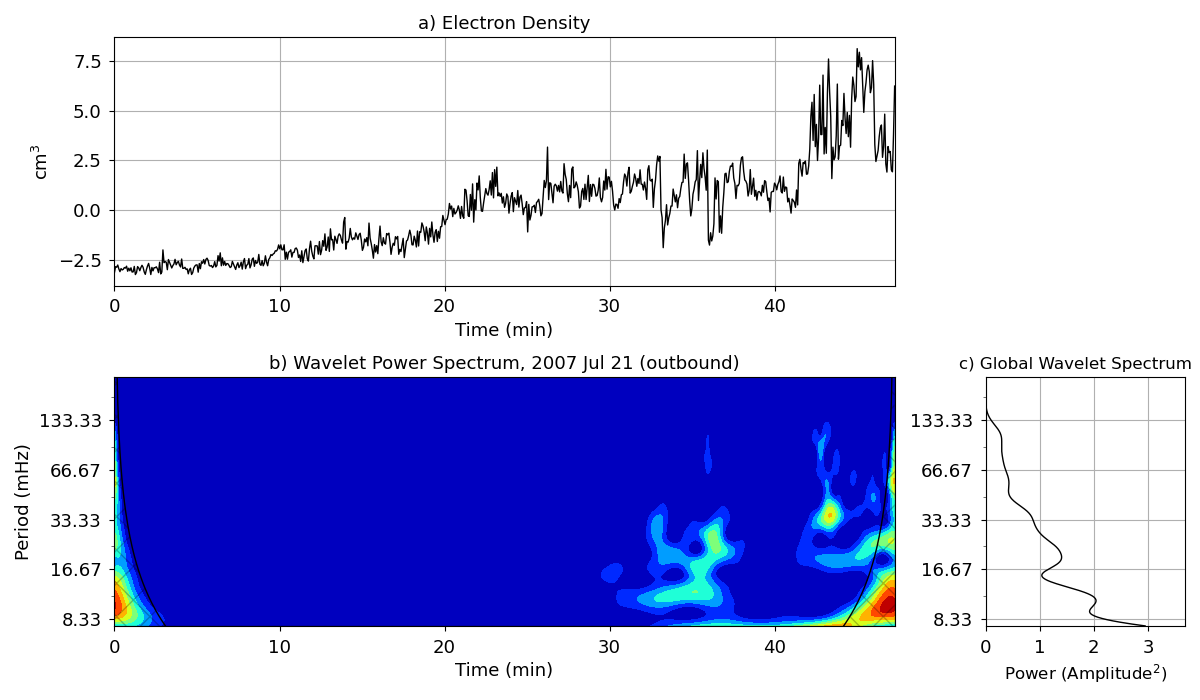 a) Electron Density
cm³
7.5
5.0
2.5
0.0
−2.5
0 10 20 30 40
Time (min)
b) Wavelet Power Spectrum, 2007 Jul 21 (outbound)
Period (mHz)
133.33
66.67
33.33
16.67
8.33
0 10 20 30 40
Time (min)
c) Global Wavelet Spectrum
133.33
66.67
33.33
16.67
8.33
0 1 2 3
Power (Amplitude²)